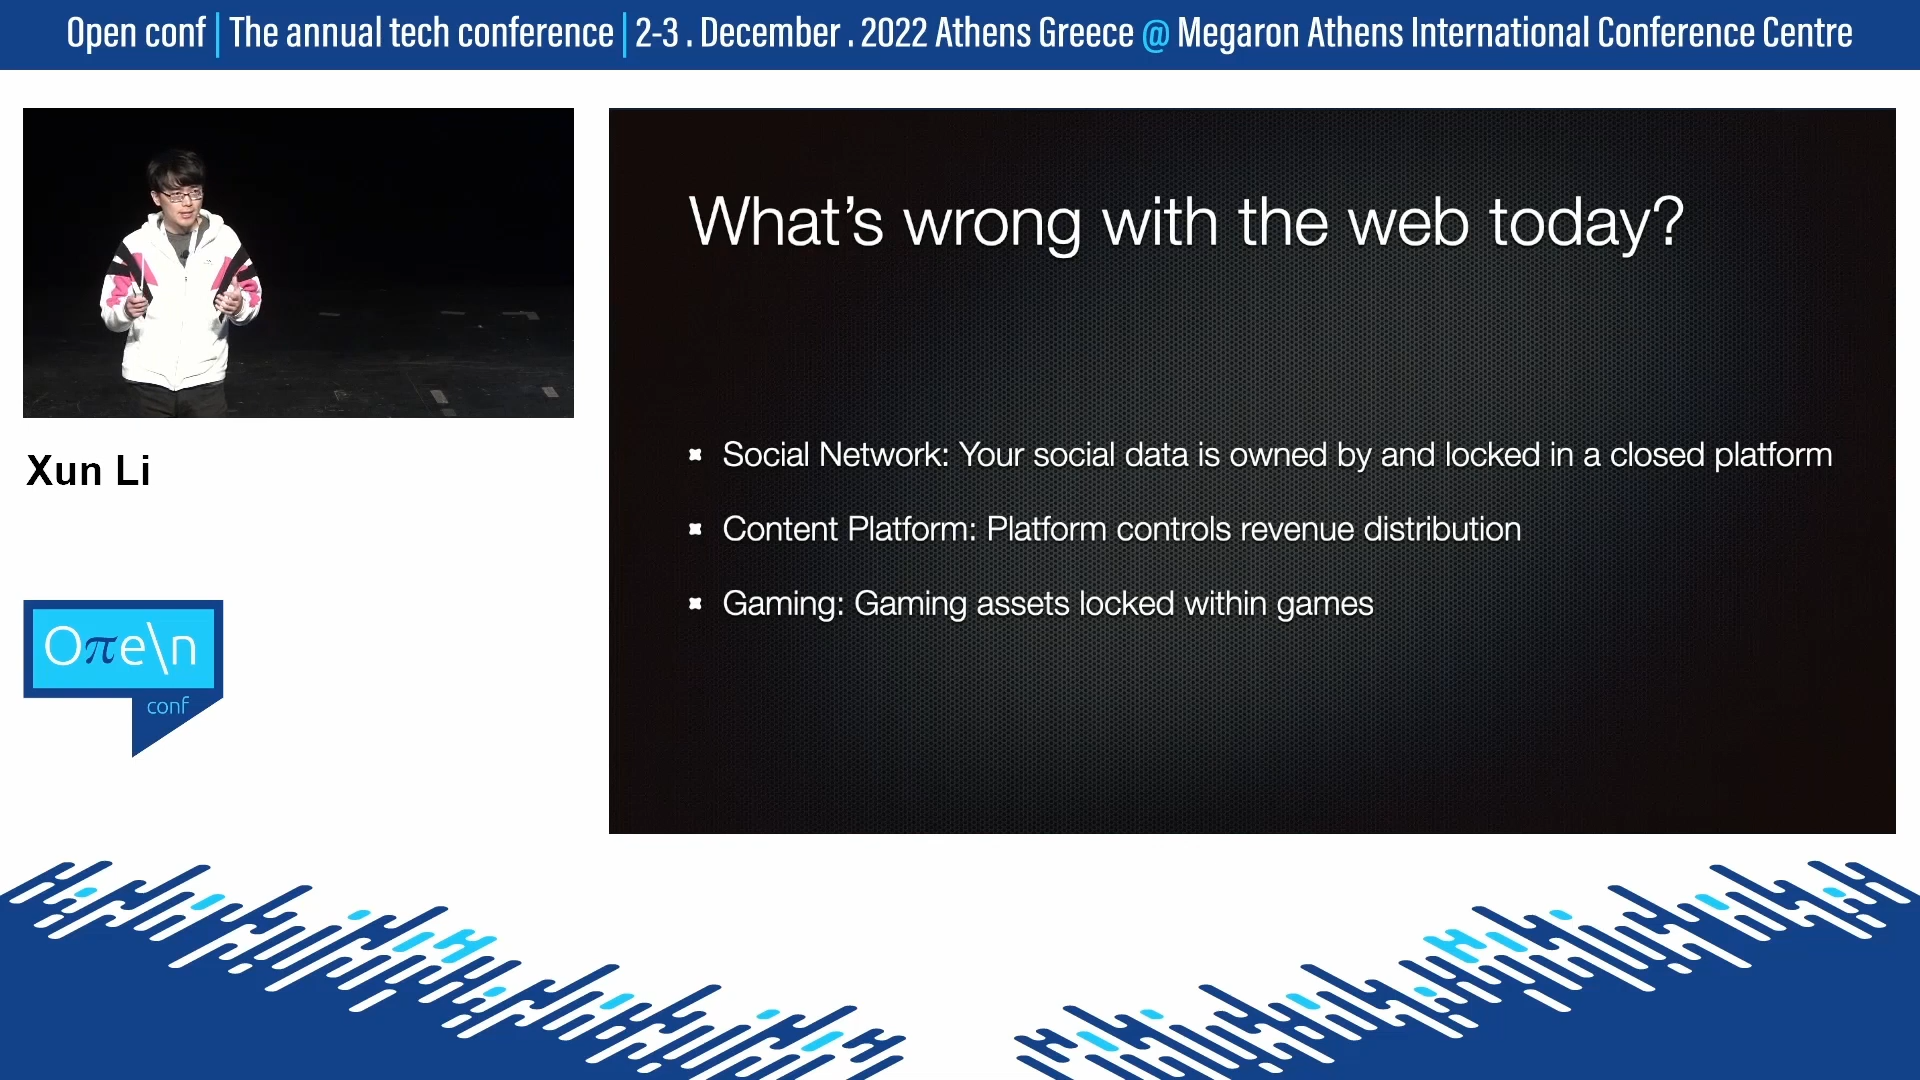 Open conf | The annual tech conference | 2-3 . December . 2022 Athens Greece @ Megaron Athens International Conference Centre
What's wrong with the web today?
Social Network: Your social data is owned by and locked in a closed platform
Content Platform: Platform controls revenue distribution
Gaming: Gaming assets locked within games
Xun Li
Oπe\n
conf